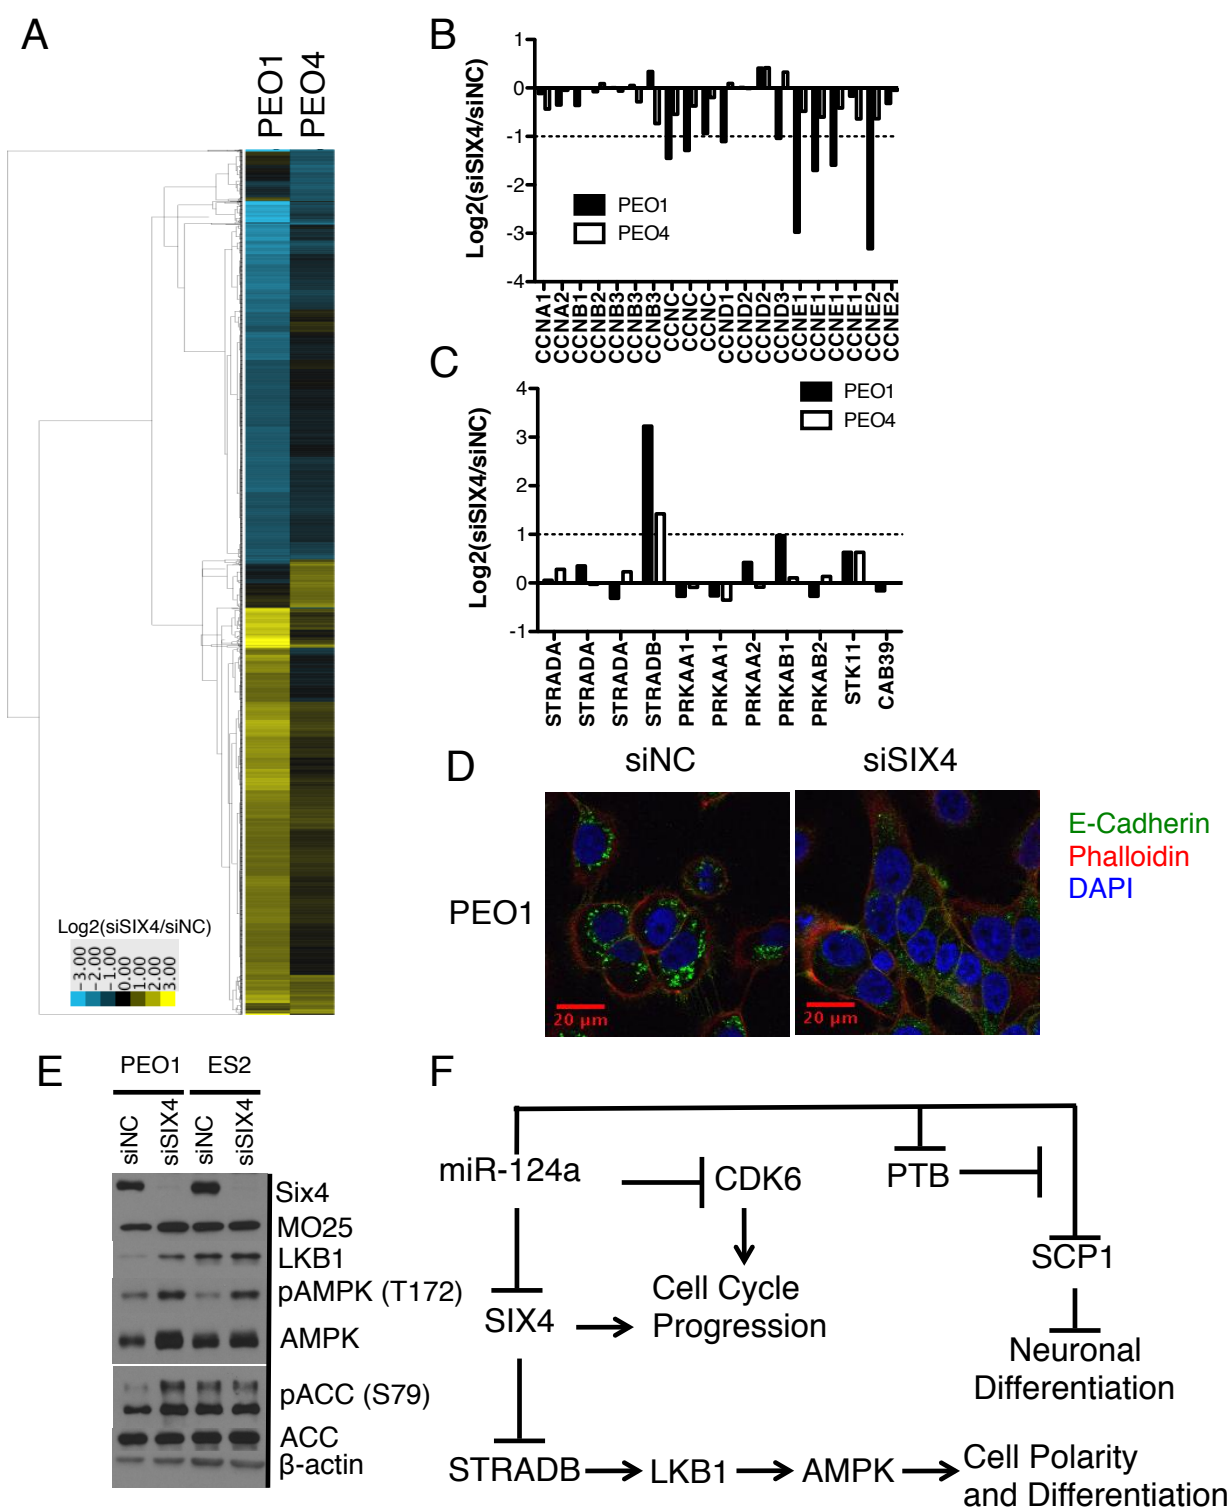 A
PEO1
PEO4
Log2(siSIX4/siNC)
-3.00
-2.00
-1.00
0.00
1.00
2.00
3.00
B
Log2(siSIX4/siNC)
1
0
-1
-2
-3
-4
PEO1
PEO4
CCNA1
CCNA2
CCNB1
CCNB2
CCNB3
CCNB3
CCNB3
CCNC
CCNC
CCNC
CCND1
CCND2
CCND2
CCND3
CCNE1
CCNE1
CCNE1
CCNE1
CCNE2
CCNE2
C
Log2(siSIX4/siNC)
4
3
2
1
0
-1
PEO1
PEO4
STRADA
STRADA
STRADA
STRADB
PRKAA1
PRKAA1
PRKAA2
PRKAB1
PRKAB2
STK11
CAB39
D
siNC
siSIX4
PEO1
20 µm
20 µm
E-Cadherin
Phalloidin
DAPI
E
PEO1
ES2
siNC
siSIX4
siNC
siSIX4
Six4
MO25
LKB1
pAMPK (T172)
AMPK
pACC (S79)
ACC
β-actin
F
miR-124a
CDK6
PTB
SCP1
SIX4
Cell Cycle
Progression
Neuronal
Differentiation
STRADB
LKB1
AMPK
Cell Polarity
and Differentiation